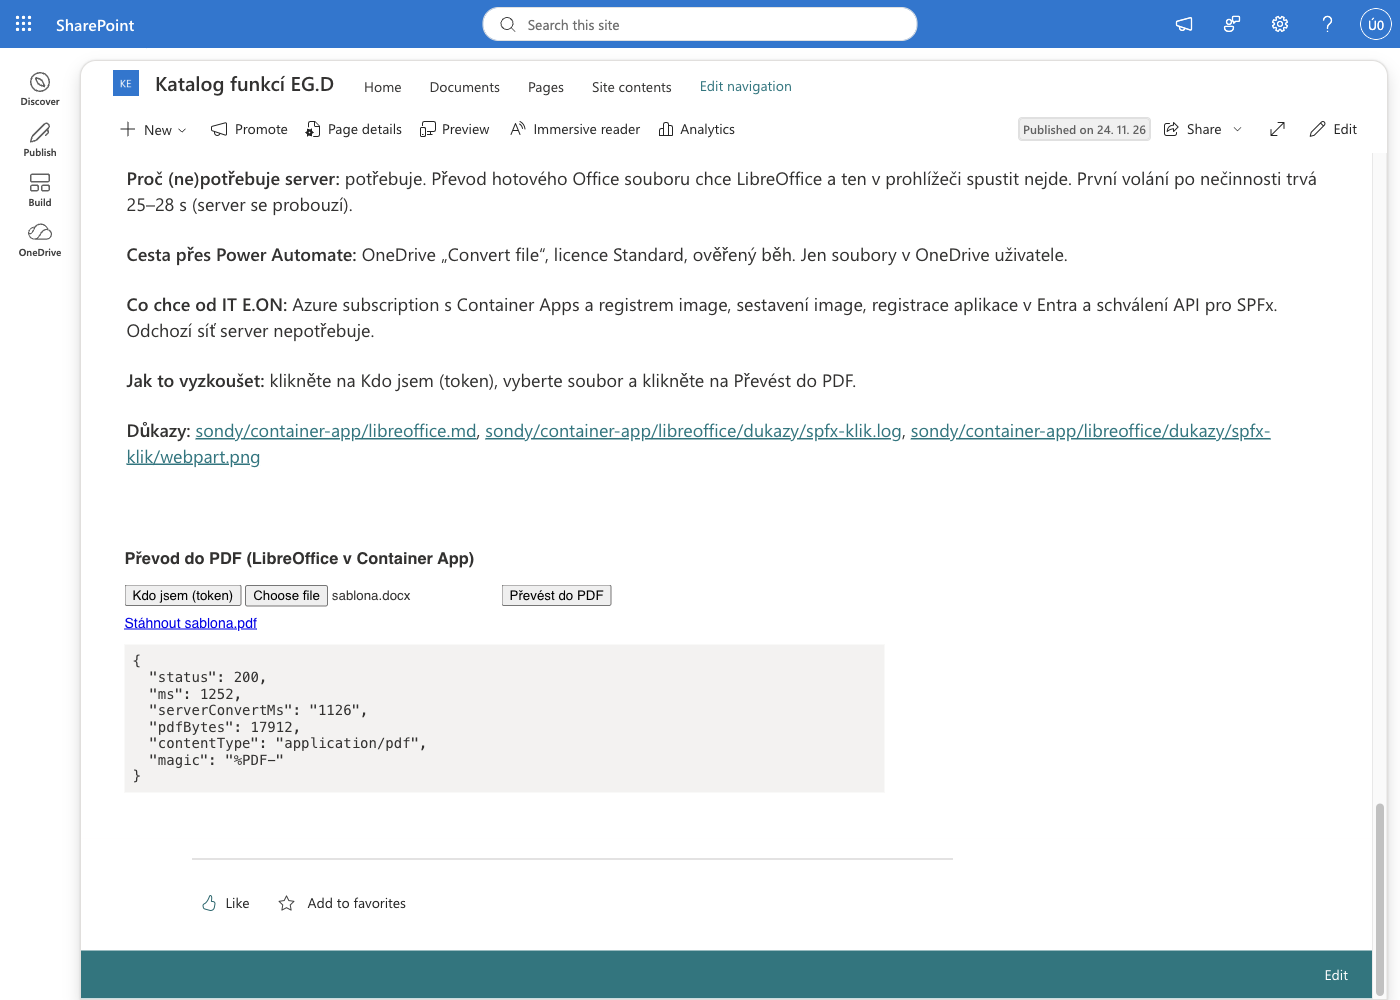 SharePoint
Search this site
Ú0
Discover
Publish
Build
OneDrive
KE
Katalog funkcí EG.D
Home
Documents
Pages
Site contents
Edit navigation
New
Promote
Page details
Preview
Immersive reader
Analytics
Published on 24. 11. 26
Share
Edit
Proč (ne)potřebuje server: potřebuje. Převod hotového Office souboru chce LibreOffice a ten v prohlížeči spustit nejde. První volání po nečinnosti trvá
25–28 s (server se probouzí).
Cesta přes Power Automate: OneDrive „Convert file“, licence Standard, ověřený běh. Jen soubory v OneDrive uživatele.
Co chce od IT E.ON: Azure subscription s Container Apps a registrem image, sestavení image, registrace aplikace v Entra a schválení API pro SPFx.
Odchozí síť server nepotřebuje.
Jak to vyzkoušet: klikněte na Kdo jsem (token), vyberte soubor a klikněte na Převést do PDF.
Důkazy: sondy/container-app/libreoffice.md, sondy/container-app/libreoffice/dukazy/spfx-klik.log, sondy/container-app/libreoffice/dukazy/spfx-
klik/webpart.png
Převod do PDF (LibreOffice v Container App)
Kdo jsem (token)
Choose file
sablona.docx
Převést do PDF
Stáhnout sablona.pdf
{
"status": 200,
"ms": 1252,
"serverConvertMs": "1126",
"pdfBytes": 17912,
"contentType": "application/pdf",
"magic": "%PDF-"
}
Like
Add to favorites
Edit